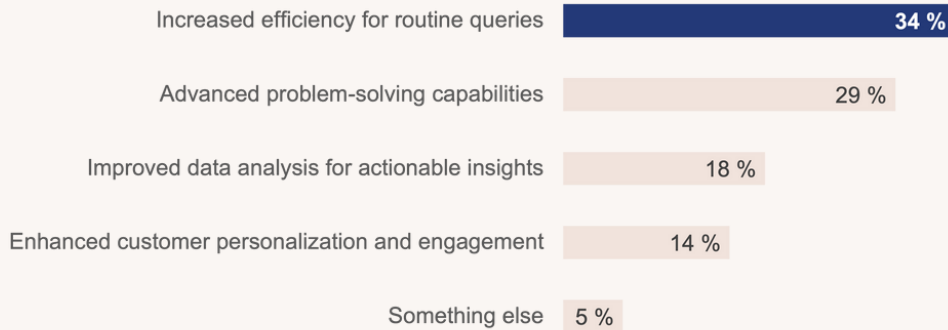 Increased efficiency for routine queries 34 %
Advanced problem-solving capabilities 29 %
Improved data analysis for actionable insights 18 %
Enhanced customer personalization and engagement 14 %
Something else 5 %